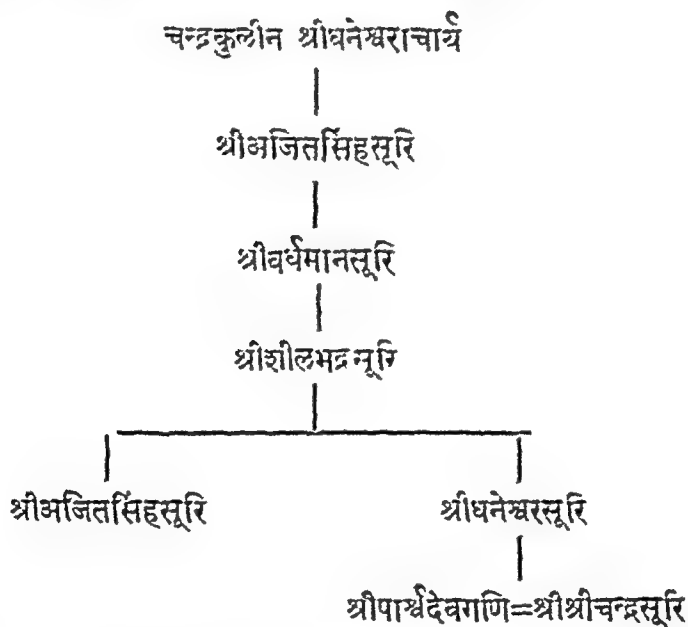 चन्द्रकुलीन श्रीधनेश्वराचार्य
श्रीअजितसिंहसूरि
श्रीवर्धमानसूरि
श्रीशीलभद्रसूरि
श्रीअजितसिंहसूरि श्रीधनेश्वरसूरि
श्रीपार्श्वदेवगणि=श्रीश्रीचन्द्रसूरि